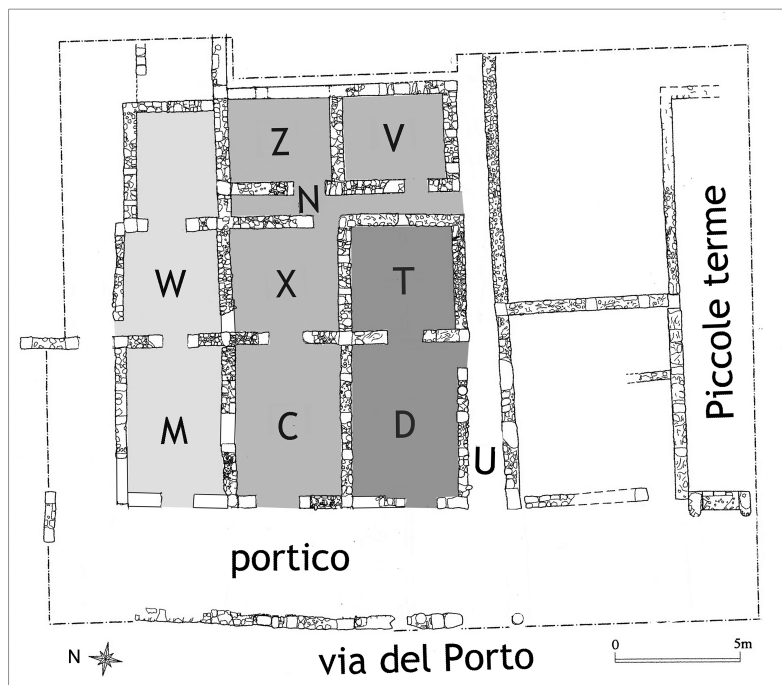 Z V
N
W X T
M C D
U
Piccole terme
portico
N
via del Porto
0 5m